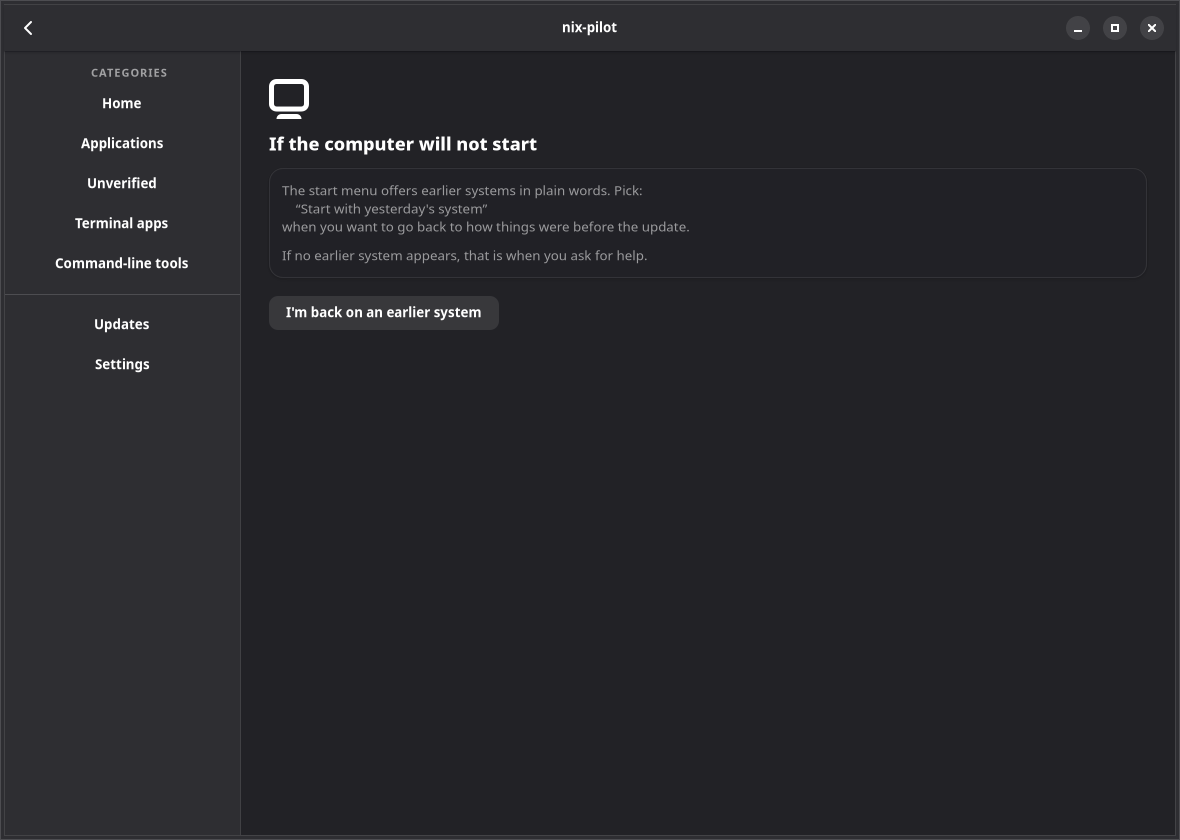 nix-pilot
CATEGORIES
Home
Applications
Unverified
Terminal apps
Command-line tools
Updates
Settings
If the computer will not start
The start menu offers earlier systems in plain words. Pick:
“Start with yesterday's system”
when you want to go back to how things were before the update.
If no earlier system appears, that is when you ask for help.
I'm back on an earlier system